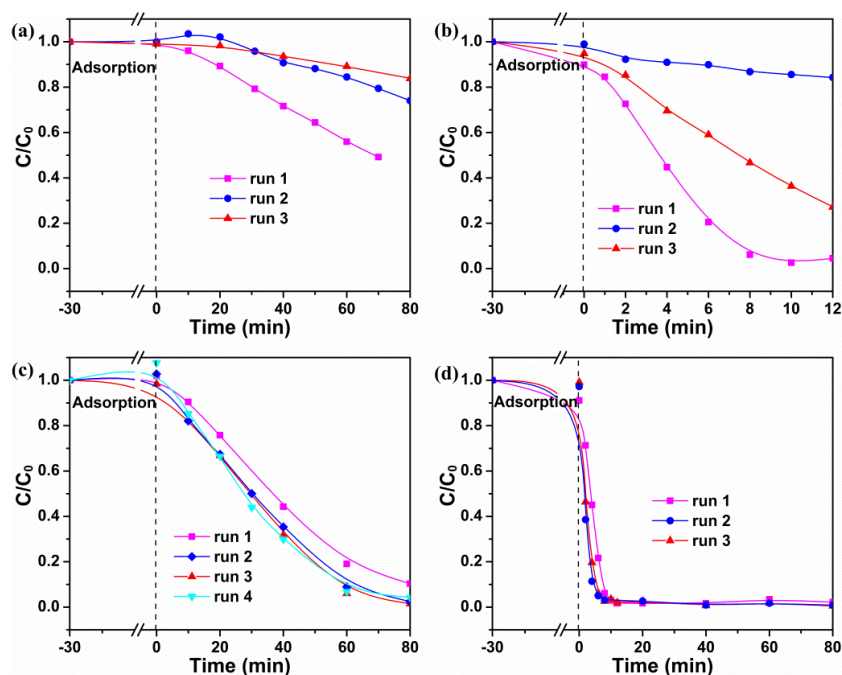 (a)
C/C0
1.0
0.8
0.6
0.4
0.2
0.0
Adsorption
run 1
run 2
run 3
-30 0 20 40 60 80
Time (min)
(b)
C/C0
1.0
0.8
0.6
0.4
0.2
0.0
Adsorption
run 1
run 2
run 3
-30 0 2 4 6 8 10 12
Time (min)
(c)
C/C0
1.0
0.8
0.6
0.4
0.2
0.0
Adsorption
run 1
run 2
run 3
run 4
-30 0 20 40 60 80
Time (min)
(d)
C/C0
1.0
0.8
0.6
0.4
0.2
0.0
Adsorption
run 1
run 2
run 3
-30 0 20 40 60 80
Time (min)